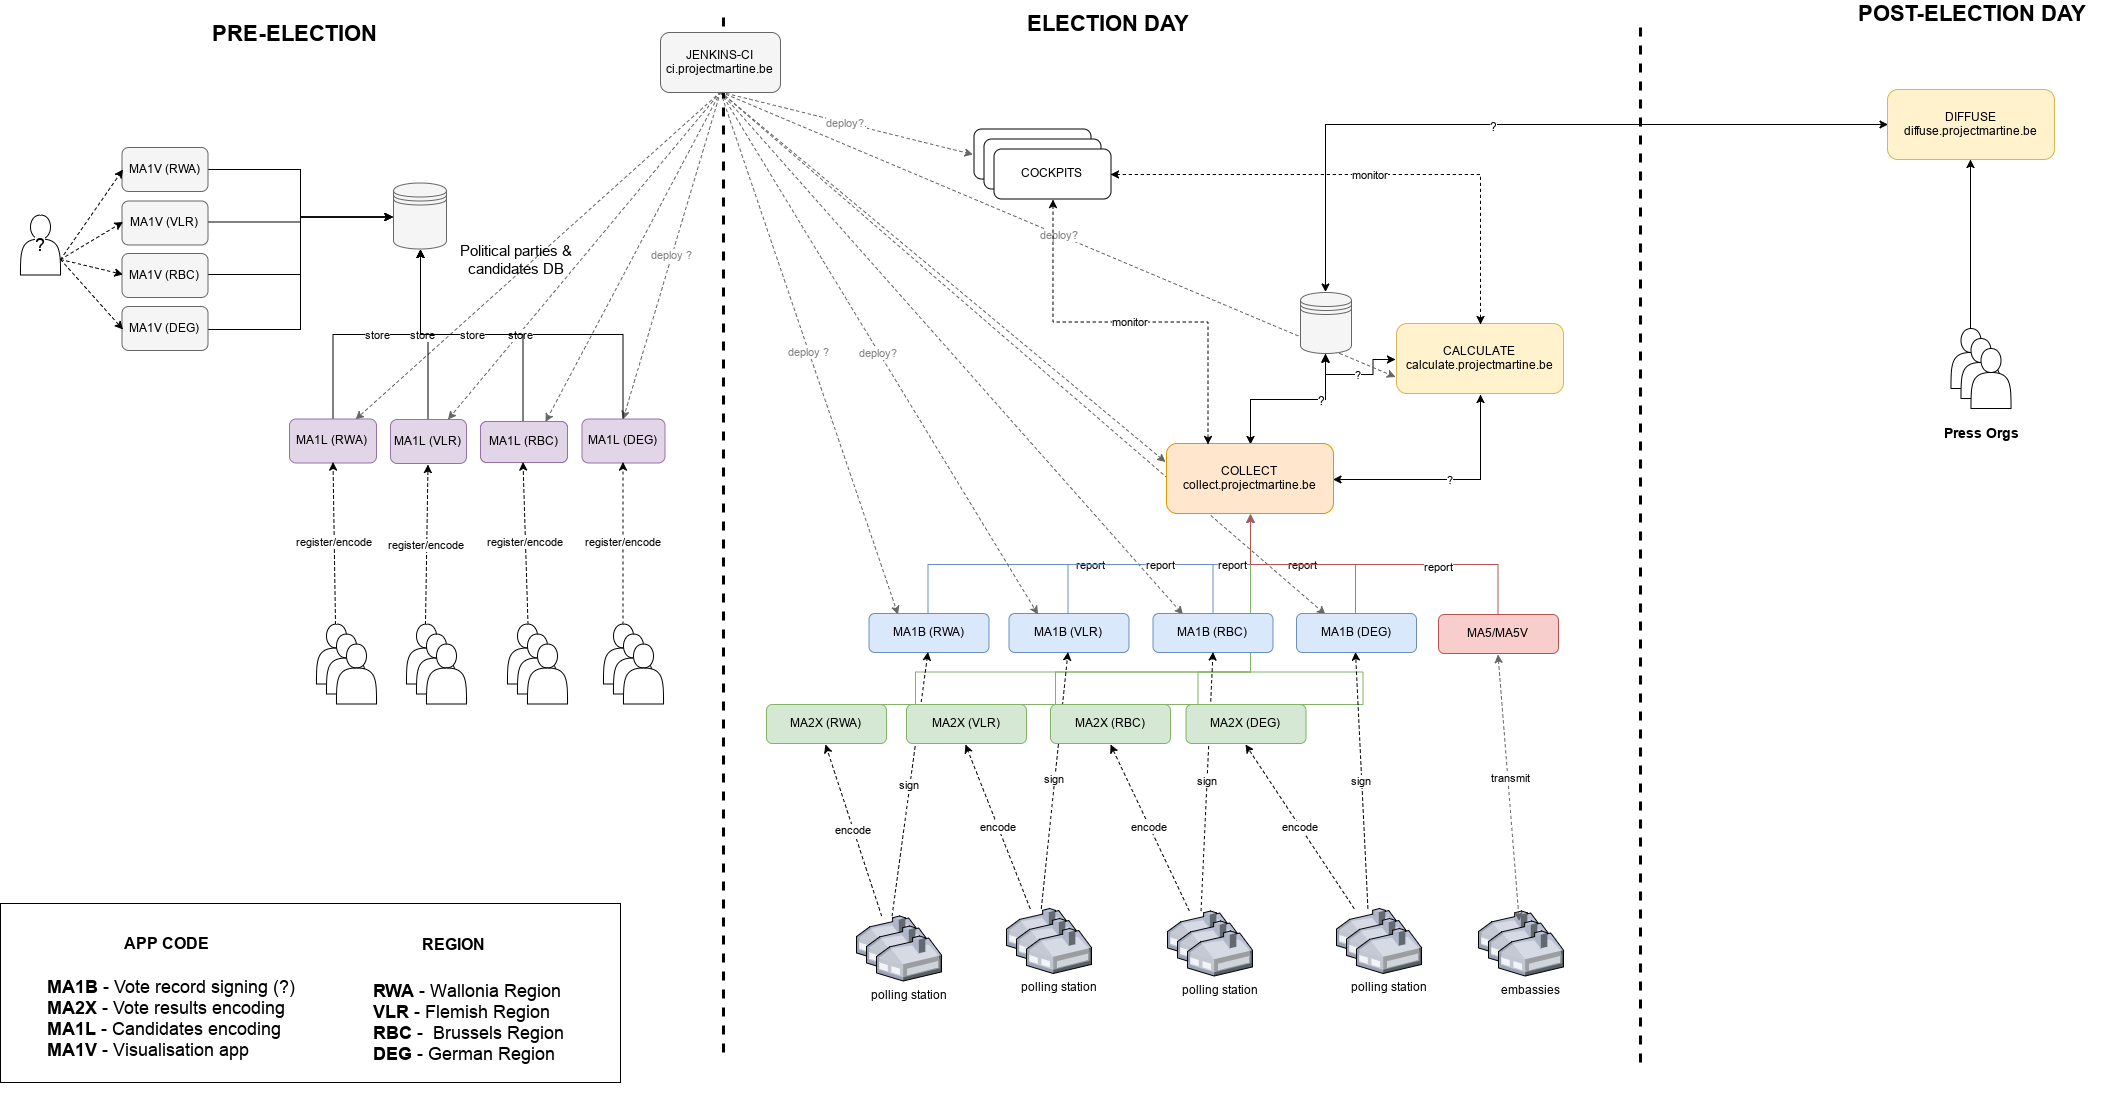 PRE-ELECTION
ELECTION DAY
POST-ELECTION DAY
JENKINS-CI
ci.projectmartine.be
deploy?
COCKPITS
monitor
?
DIFFUSE
diffuse.projectmartine.be
MA1V (RWA)
MA1V (VLR)
MA1V (RBC)
MA1V (DEG)
?
Political parties &
candidates DB
deploy ?
deploy?
store
store
store
store
monitor
deploy ?
deploy?
CALCULATE
calculate.projectmartine.be
?
?
MA1L (RWA)
MA1L (VLR)
MA1L (RBC)
MA1L (DEG)
COLLECT
collect.projectmartine.be
?
Press Orgs
register/encode
register/encode
register/encode
register/encode
report
report
report
report
report
MA1B (RWA)
MA1B (VLR)
MA1B (RBC)
MA1B (DEG)
MA5/MA5V
MA2X (RWA)
MA2X (VLR)
MA2X (RBC)
MA2X (DEG)
sign
sign
sign
sign
transmit
encode
encode
encode
encode
polling station
polling station
polling station
polling station
embassies
APP CODE
MA1B - Vote record signing (?)
MA2X - Vote results encoding
MA1L - Candidates encoding
MA1V - Visualisation app
REGION
RWA - Wallonia Region
VLR - Flemish Region
RBC - Brussels Region
DEG - German Region